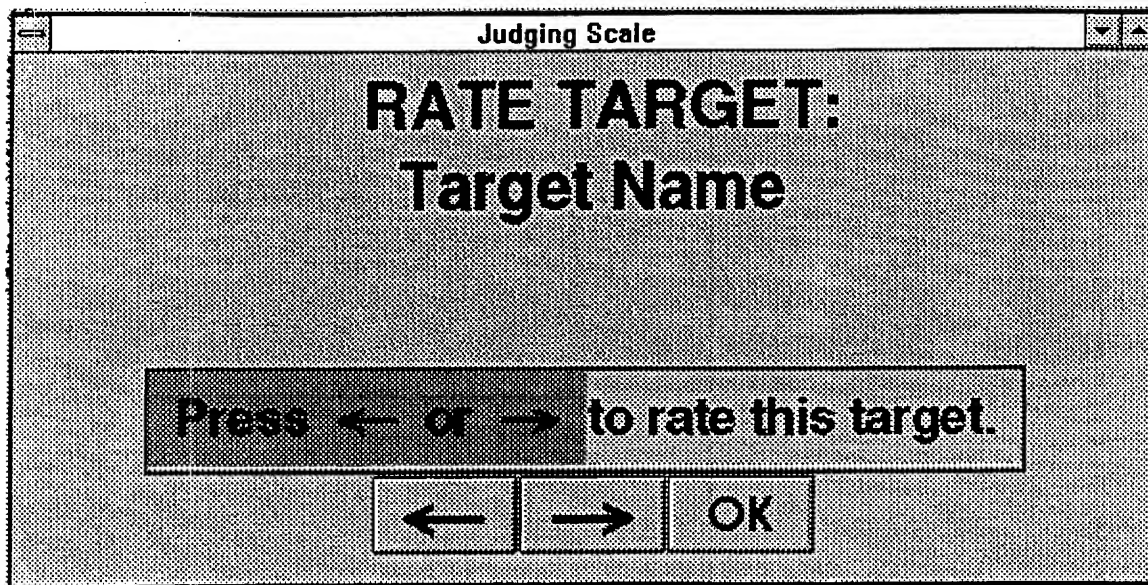 Judging Scale
RATE TARGET:
Target Name
Press ← or → to rate this target.
← → OK